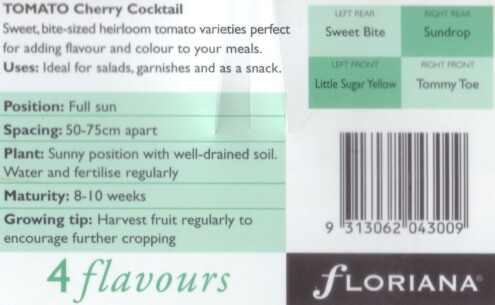 TOMATO Cherry Cocktail
Sweet, bite-sized heirloom tomato varieties perfect
for adding flavour and colour to your meals.
Uses: Ideal for salads, garnishes and as a snack.
Position: Full sun
Spacing: 50-75cm apart
Plant: Sunny position with well-drained soil.
Water and fertilise regularly
Maturity: 8-10 weeks
Growing tip: Harvest fruit regularly to
encourage further cropping
4 flavours
LEFT REAR
Sweet Bite
RIGHT REAR
Sundrop
LEFT FRONT
Little Sugar Yellow
RIGHT FRONT
Tommy Toe
9 313062 043009
FLORIANA®